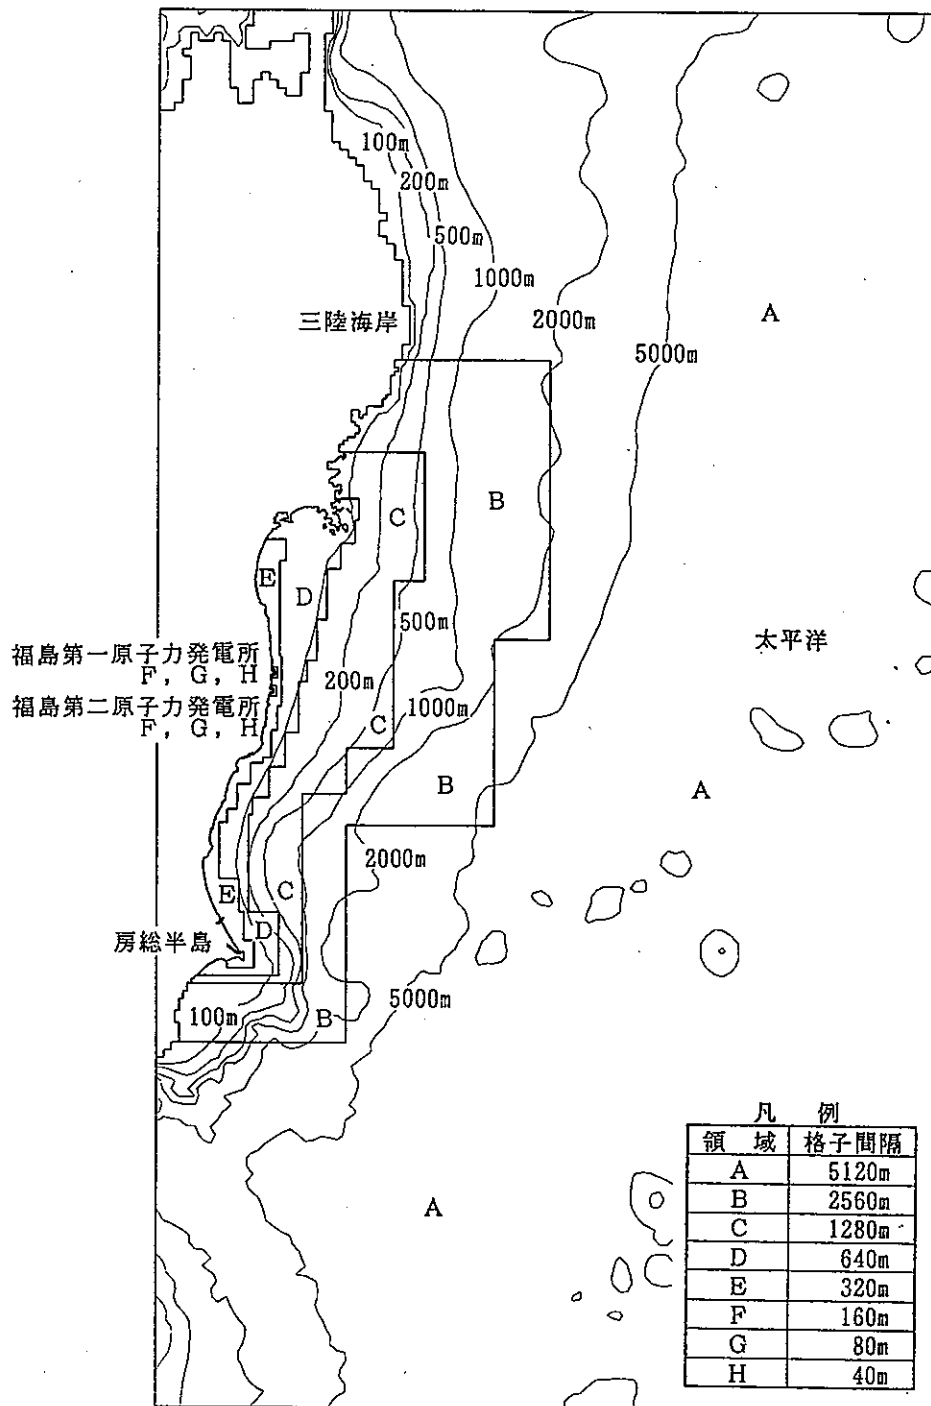 100m
200m
500m
1000m
三陸海岸
2000m
A
5000m
B
C
E
D
500m
福島第一原子力発電所
F，G，H
太平洋
200m
福島第二原子力発電所
F，G，H
1000m
C
B
A
2000m
E
C
D
房総半島
5000m
100m
B
凡 例
領 域 格子間隔
A 5120m
B 2560m
C 1280m
D 640m
E 320m
F 160m
G 80m
H 40m
A